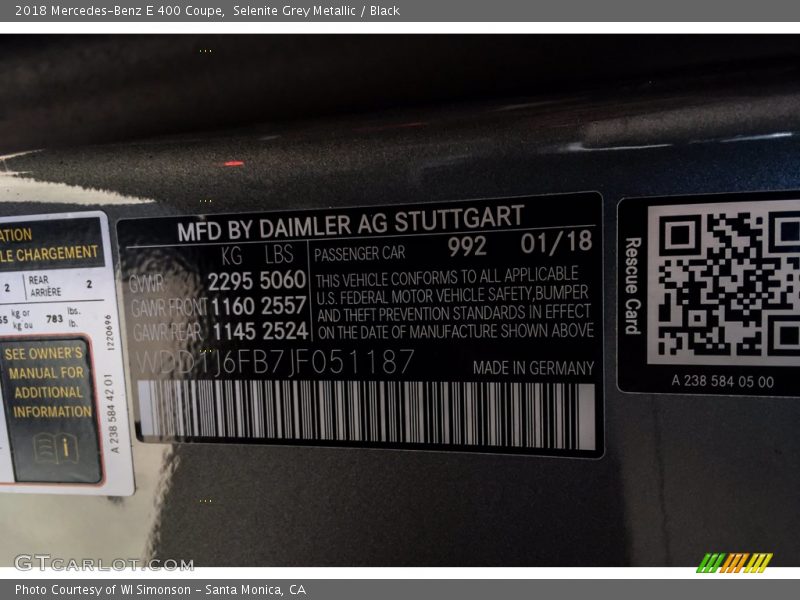 2018 Mercedes-Benz E 400 Coupe, Selenite Grey Metallic / Black
MFD BY DAIMLER AG STUTTGART
KG LBS PASSENGER CAR 992 01/18
GVWR 2295 5060
GAWR FRONT 1160 2557
GAWR REAR 1145 2524
THIS VEHICLE CONFORMS TO ALL APPLICABLE
U.S. FEDERAL MOTOR VEHICLE SAFETY,BUMPER
AND THEFT PREVENTION STANDARDS IN EFFECT
ON THE DATE OF MANUFACTURE SHOWN ABOVE
WDD1J6FB7JF051187
MADE IN GERMANY
CHARGEMENT
2 REAR
ARRIÈRE 2
kg or
kg ou 783 lbs.
lb.
SEE OWNER'S
MANUAL FOR
ADDITIONAL
INFORMATION
A 238 584 42 01 1220696
Rescue Card
A 238 584 05 00
GTcarlot.com
Photo Courtesy of WI Simonson - Santa Monica, CA